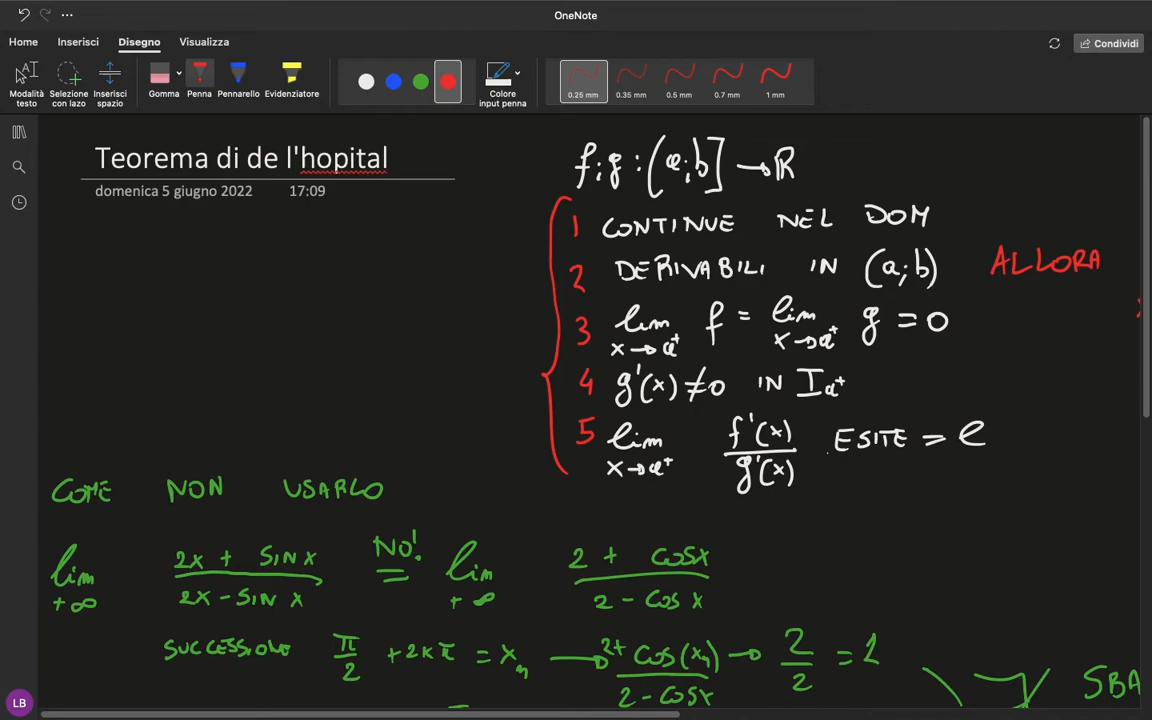 OneNote
Home Inserisci Disegno Visualizza
Condividi
Modalità testo
Selezione con lazo
Inserisci spazio
Gomma
Penna
Pennarello
Evidenziatore
Colore input penna
0.25 mm 0.35 mm 0.5 mm 0.7 mm 1 mm
Teorema di de l'hopital
domenica 5 giugno 2022 17:09
f;g : (a;b] → ℝ
1 CONTINUE NEL DOM
2 DERIVABILI IN (a;b) ALLORA
3 lim x→a⁺ f = lim x→a⁺ g = 0
4 g'(x) ≠ 0 IN I a⁺
5 lim x→a⁺ f'(x) / g'(x) ESITE = e
COME NON USARLO
lim +∞ 2x + SIN x / 2x - SIN x NO! lim +∞ 2 + COSX / 2 - COS X
SUCCESSIONE π/2 + 2Kπ = Xn → 2+ COS(Xn) / 2 - COSX → 2/2 = 1
SBA
LB